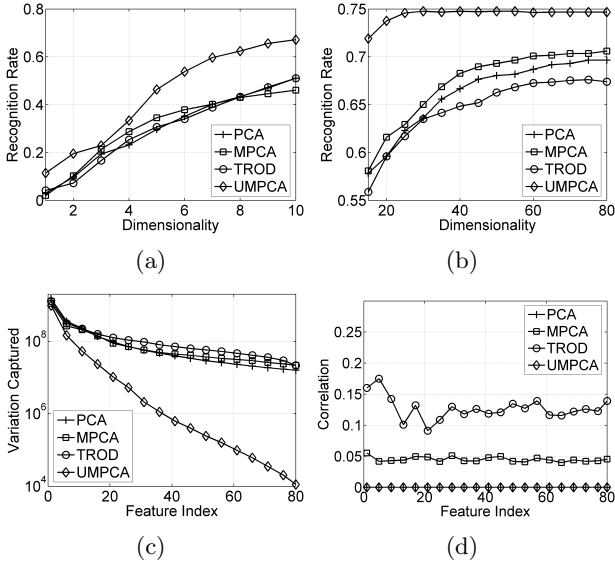 0.8
0.6
0.4
0.2
0
Recognition Rate
2 4 6 8 10
Dimensionality
PCA
MPCA
TROD
UMPCA
(a)
0.75
0.7
0.65
0.6
0.55
Recognition Rate
20 40 60 80
Dimensionality
PCA
MPCA
TROD
UMPCA
(b)
10^8
10^6
10^4
Variation Captured
0 20 40 60 80
Feature Index
PCA
MPCA
TROD
UMPCA
(c)
0.25
0.2
0.15
0.1
0.05
0
Correlation
0 20 40 60 80
Feature Index
PCA
MPCA
TROD
UMPCA
(d)